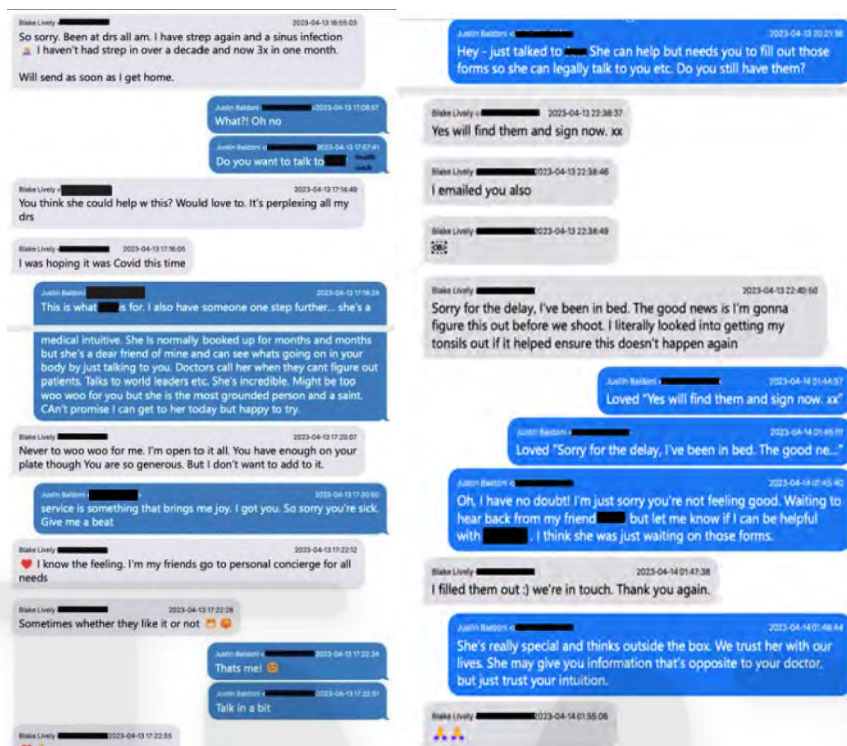 Blake Lively 2023-04-13 16:55:03
So sorry. Been at drs all am. I have strep again and a sinus infection
🤷🏼‍♀️ I haven't had strep in over a decade and now 3x in one month.
Will send as soon as I get home.
Justin Baldoni 2023-04-13 17:06:57
What?! Oh no
Justin Baldoni 2023-04-13 17:07:41
Do you want to talk to
Blake Lively 2023-04-13 17:14:49
You think she could help w this? Would love to. It's perplexing all my
drs
Blake Lively 2023-04-13 17:16:05
I was hoping it was Covid this time
Justin Baldoni 2023-04-13 17:18:24
This is what is for. I also have someone one step further... she's a
medical intuitive. She is normally booked up for months and months
but she's a dear friend of mine and can see whats going on in your
body by just talking to you. Doctors call her when they cant figure out
patients. Talks to world leaders etc. She's incredible. Might be too
woo woo for you but she is the most grounded person and a saint.
CAn't promise I can get to her today but happy to try.
Blake Lively 2023-04-13 17:20:07
Never to woo woo for me. I'm open to it all. You have enough on your
plate though You are so generous. But I don't want to add to it.
Justin Baldoni 2023-04-13 17:20:50
service is something that brings me joy. I got you. So sorry you're sick.
Give me a beat
Blake Lively 2023-04-13 17:22:12
❤️ I know the feeling. I'm my friends go to personal concierge for all
needs
Blake Lively 2023-04-13 17:22:26
Sometimes whether they like it or not
Justin Baldoni 2023-04-13 17:22:34
Thats me!
Justin Baldoni 2023-04-13 17:22:51
Talk in a bit
Blake Lively 2023-04-13 17:22:55
Justin Baldoni 2023-04-13 20:21:36
Hey - just talked to She can help but needs you to fill out those
forms so she can legally talk to you etc. Do you still have them?
Blake Lively 2023-04-13 22:38:37
Yes will find them and sign now. xx
Blake Lively 2023-04-13 22:38:46
I emailed you also
Blake Lively 2023-04-13 22:38:49
Blake Lively 2023-04-13 22:40:50
Sorry for the delay, I've been in bed. The good news is I'm gonna
figure this out before we shoot. I literally looked into getting my
tonsils out if it helped ensure this doesn't happen again
Justin Baldoni 2023-04-14 01:44:57
Loved "Yes will find them and sign now. xx"
Justin Baldoni 2023-04-14 01:45:01
Loved "Sorry for the delay, I've been in bed. The good ne..."
Justin Baldoni 2023-04-14 01:45:40
Oh, I have no doubt! I'm just sorry you're not feeling good. Waiting to
hear back from my friend but let me know if I can be helpful
with . I think she was just waiting on those forms.
Blake Lively 2023-04-14 01:47:38
I filled them out :) we're in touch. Thank you again.
Justin Baldoni 2023-04-14 01:48:44
She's really special and thinks outside the box. We trust her with our
lives. She may give you information that's opposite to your doctor,
but just trust your intuition.
Blake Lively 2023-04-14 01:55:06